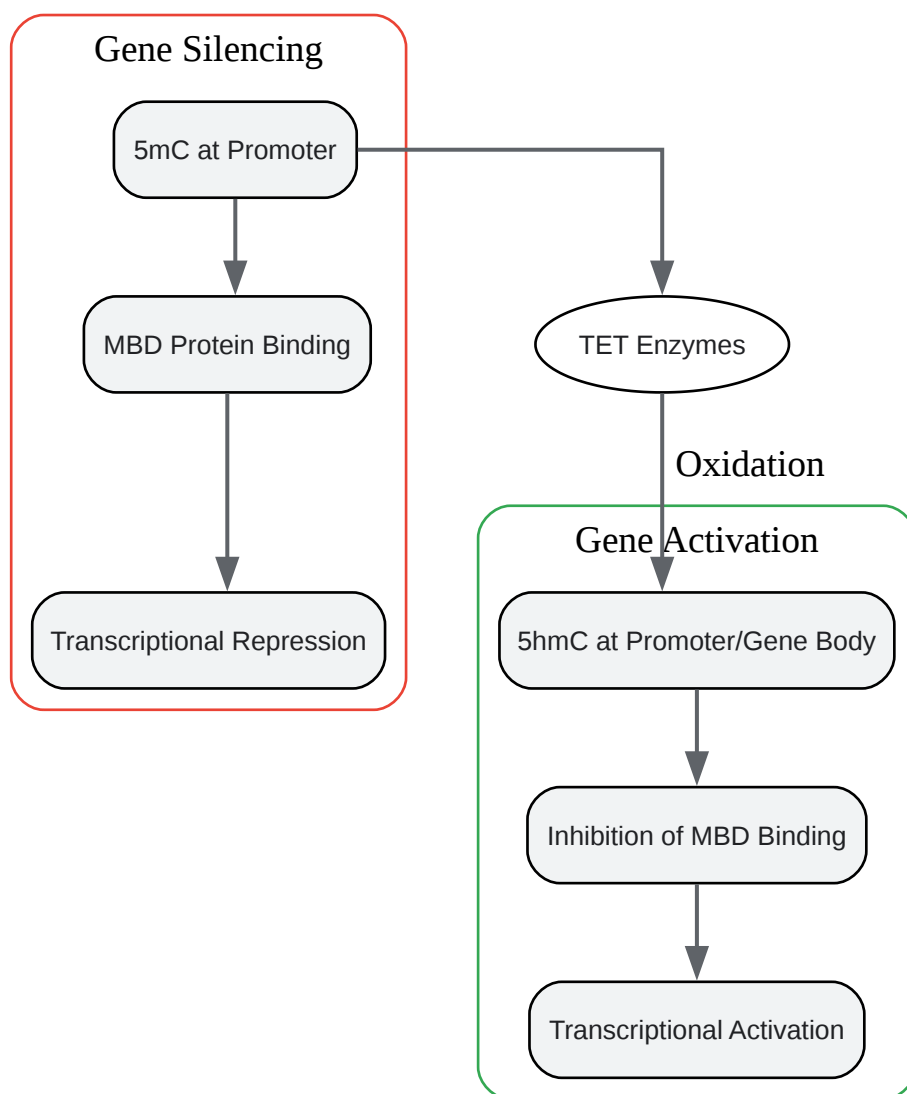 Gene Silencing
5mC at Promoter
MBD Protein Binding
TET Enzymes
Oxidation
Gene Activation
Transcriptional Repression
5hmC at Promoter/Gene Body
Inhibition of MBD Binding
Transcriptional Activation